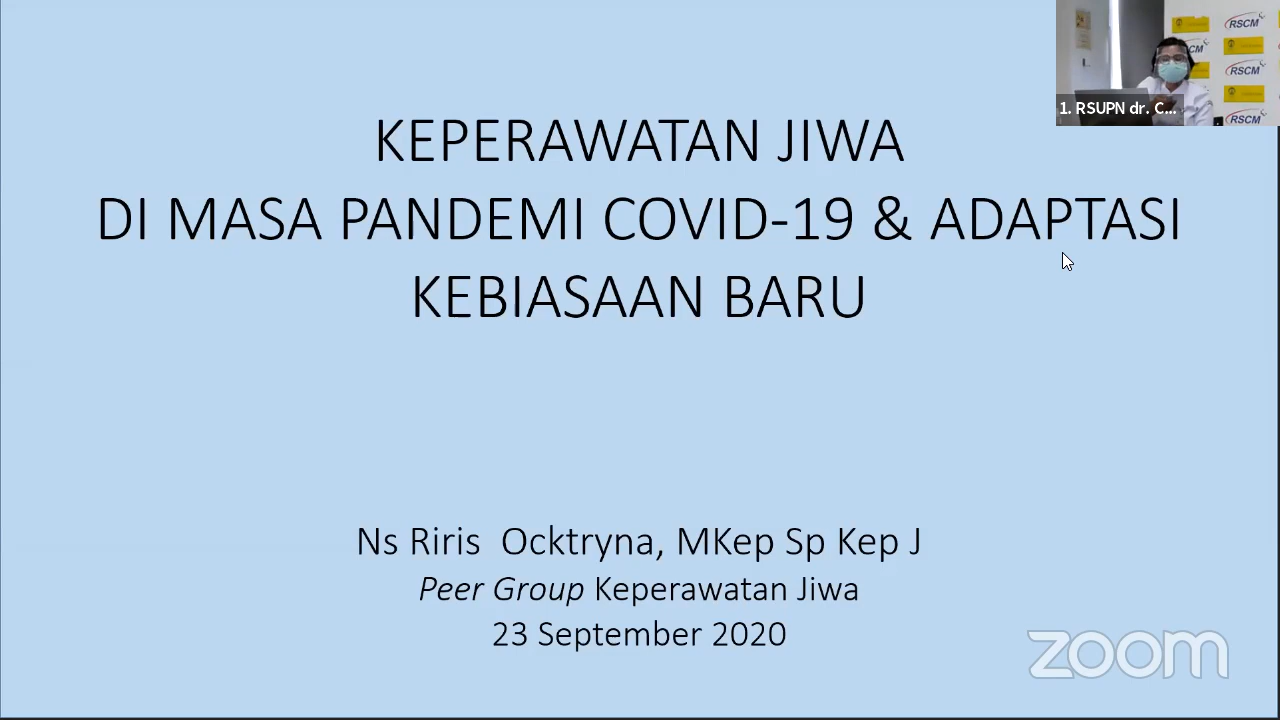 KEPERAWATAN JIWA
DI MASA PANDEMI COVID-19 & ADAPTASI
KEBIASAAN BARU
Ns Riris Ocktryna, MKep Sp Kep J
Peer Group Keperawatan Jiwa
23 September 2020
zoom
1. RSUPN dr. C...
RSCM
CM
RSCM
RSCM